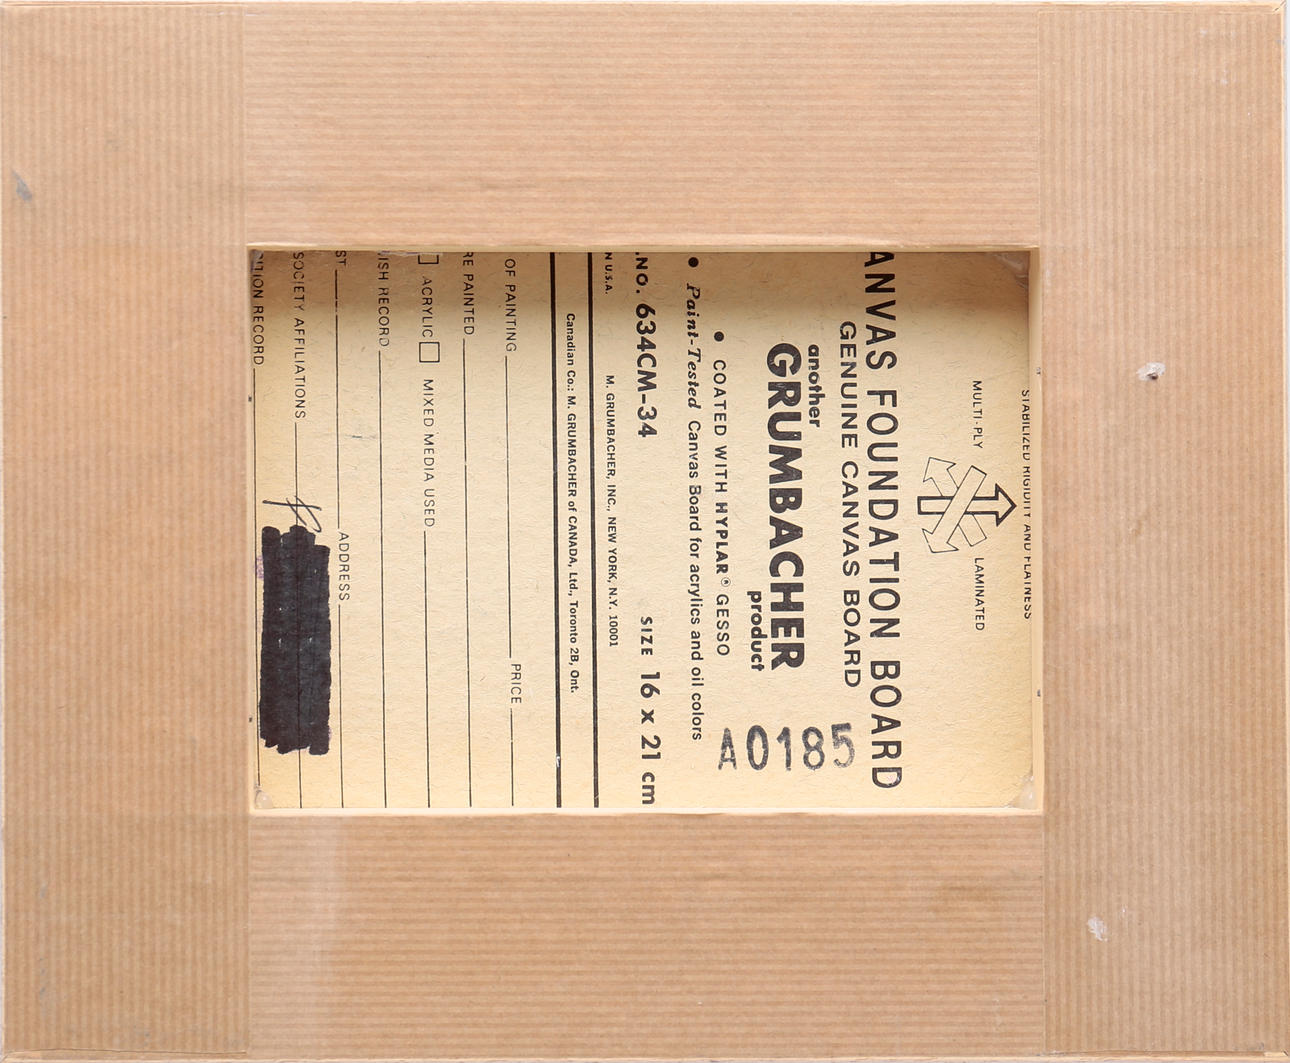 STABILIZED RIGIDITY AND FLATNESS
MULTI-PLY LAMINATED
ANVAS FOUNDATION BOARD
GENUINE CANVAS BOARD
another
GRUMBACHER
product
A0185
• COATED WITH HYPLAR® GESSO
• Paint-Tested Canvas Board for acrylics and oil colors
.NO. 634CM-34 SIZE 16 x 21 cm
N U.S.A. M. GRUMBACHER, INC., NEW YORK, N.Y. 10001
Canadian Co.: M. GRUMBACHER of CANADA, Ltd., Toronto 2B, Ont.
OF PAINTING PRICE
RE PAINTED
ACRYLIC MIXED MEDIA USED
ISH RECORD
ST ADDRESS
SOCIETY AFFILIATIONS
ITION RECORD